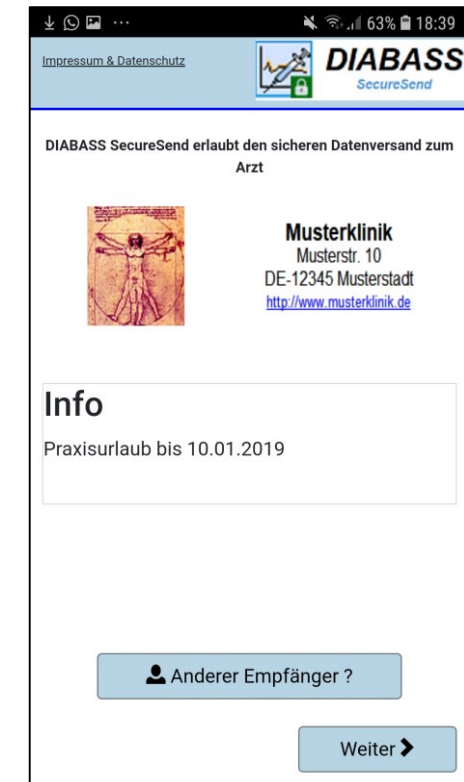 63% 18:39
Impressum & Datenschutz
DIABASS
SecureSend
DIABASS SecureSend erlaubt den sicheren Datenversand zum
Arzt
Musterklinik
Musterstr. 10
DE-12345 Musterstadt
http://www.musterklinik.de
Info
Praxisurlaub bis 10.01.2019
Anderer Empfänger ?
Weiter